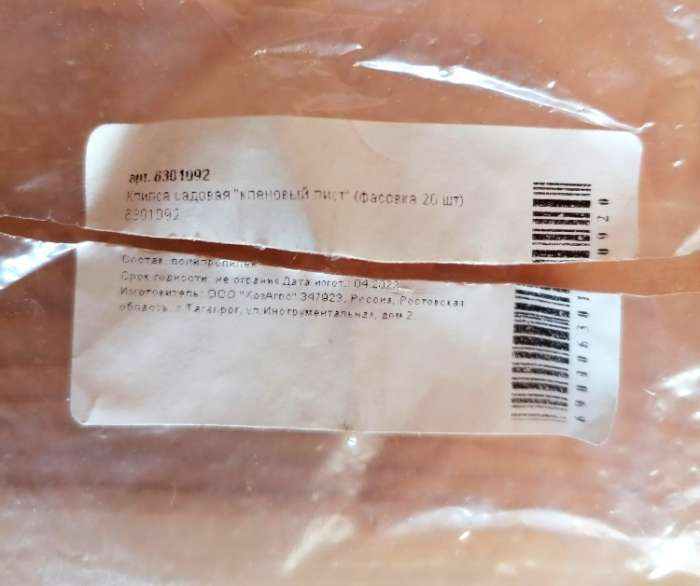 арт. 6301092
Клипса садовая "кленовый лист" (Фасовка 20 шт)
6301092
Состав: полипропилен
Срок годности: не огранич Дата изгот.: 04.2023
Изготовитель: ООО "ХозАгро" 347923, Россия, Ростовская
область, г. Таганрог, ул.Инструментальная, дом 2